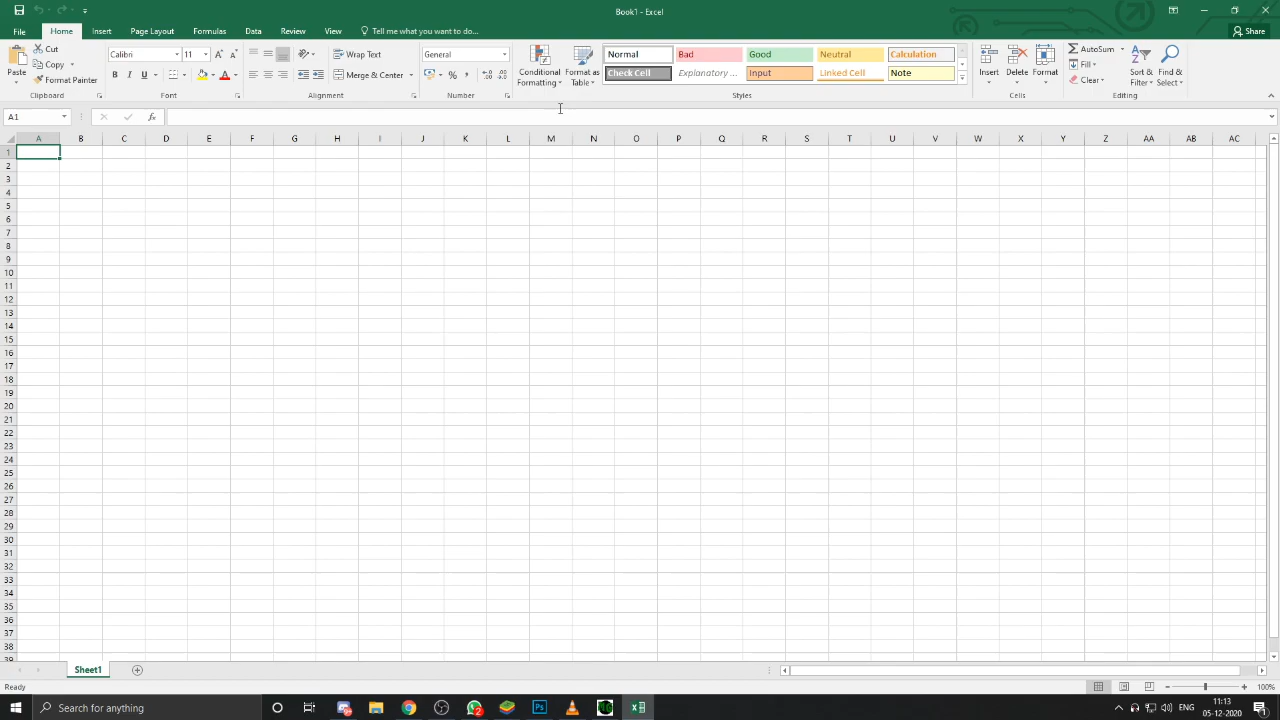 Book1 - Excel
File Home Insert Page Layout Formulas Data Review View Tell me what you want to do... Share
Paste Cut Copy Format Painter Clipboard
Calibri 11 A A B U A Font
Wrap Text Merge & Center Alignment
General % , Number
Conditional Formatting Format as Table
Normal Bad Good Neutral Calculation
Check Cell Explanatory ... Input Linked Cell Note
Styles
Insert Delete Format Cells
AutoSum Fill Clear Sort & Filter Find & Select Editing
A1 fx
A B C D E F G H I J K L M N O P Q R S T U V W X Y Z AA AB AC
1
2
3
4
5
6
7
8
9
10
11
12
13
14
15
16
17
18
19
20
21
22
23
24
25
26
27
28
29
30
31
32
33
34
35
36
37
38
39
Sheet1
Ready 100%
Search for anything 2 ENG 11:13
05-12-2020